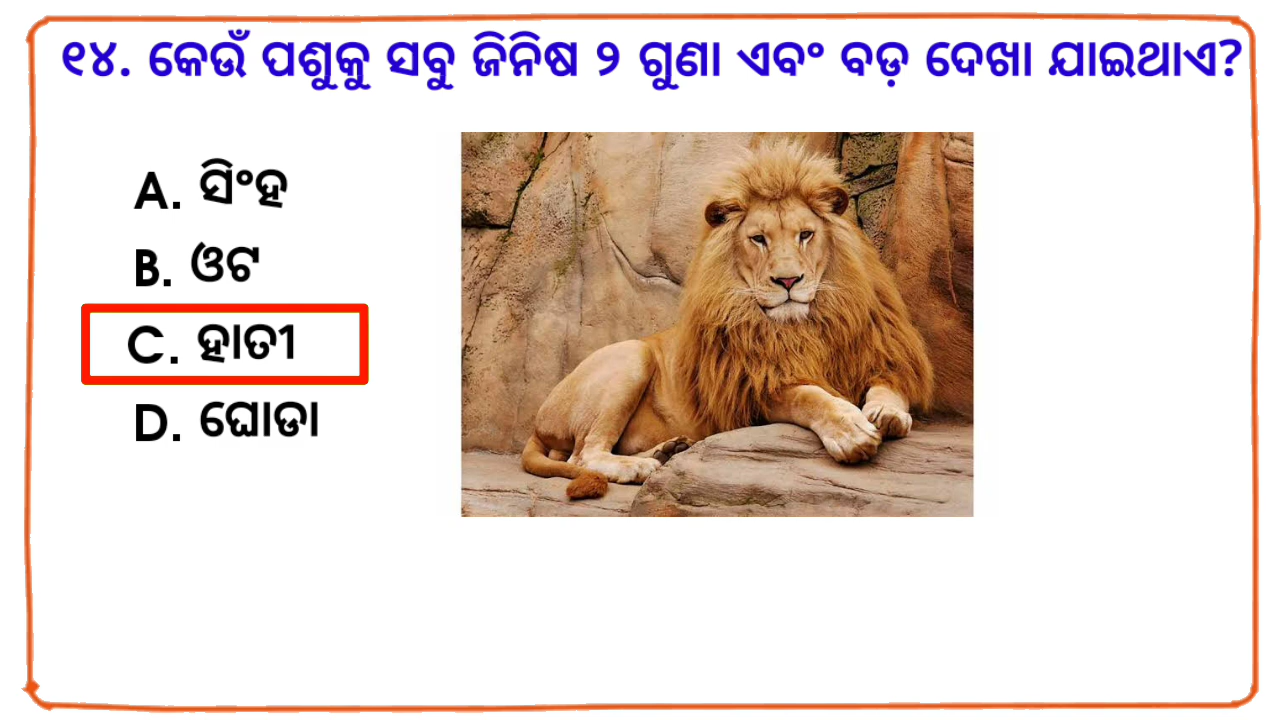 ୧୪. କେଉଁ ପଶୁକୁ ସବୁ ଜିନିଷ ୨ ଗୁଣା ଏବଂ ବଡ଼ ଦେଖା ଯାଇଥାଏ?
A. ସିଂହ
B. ଓଟ
C. ହାତୀ
D. ଘୋଡା